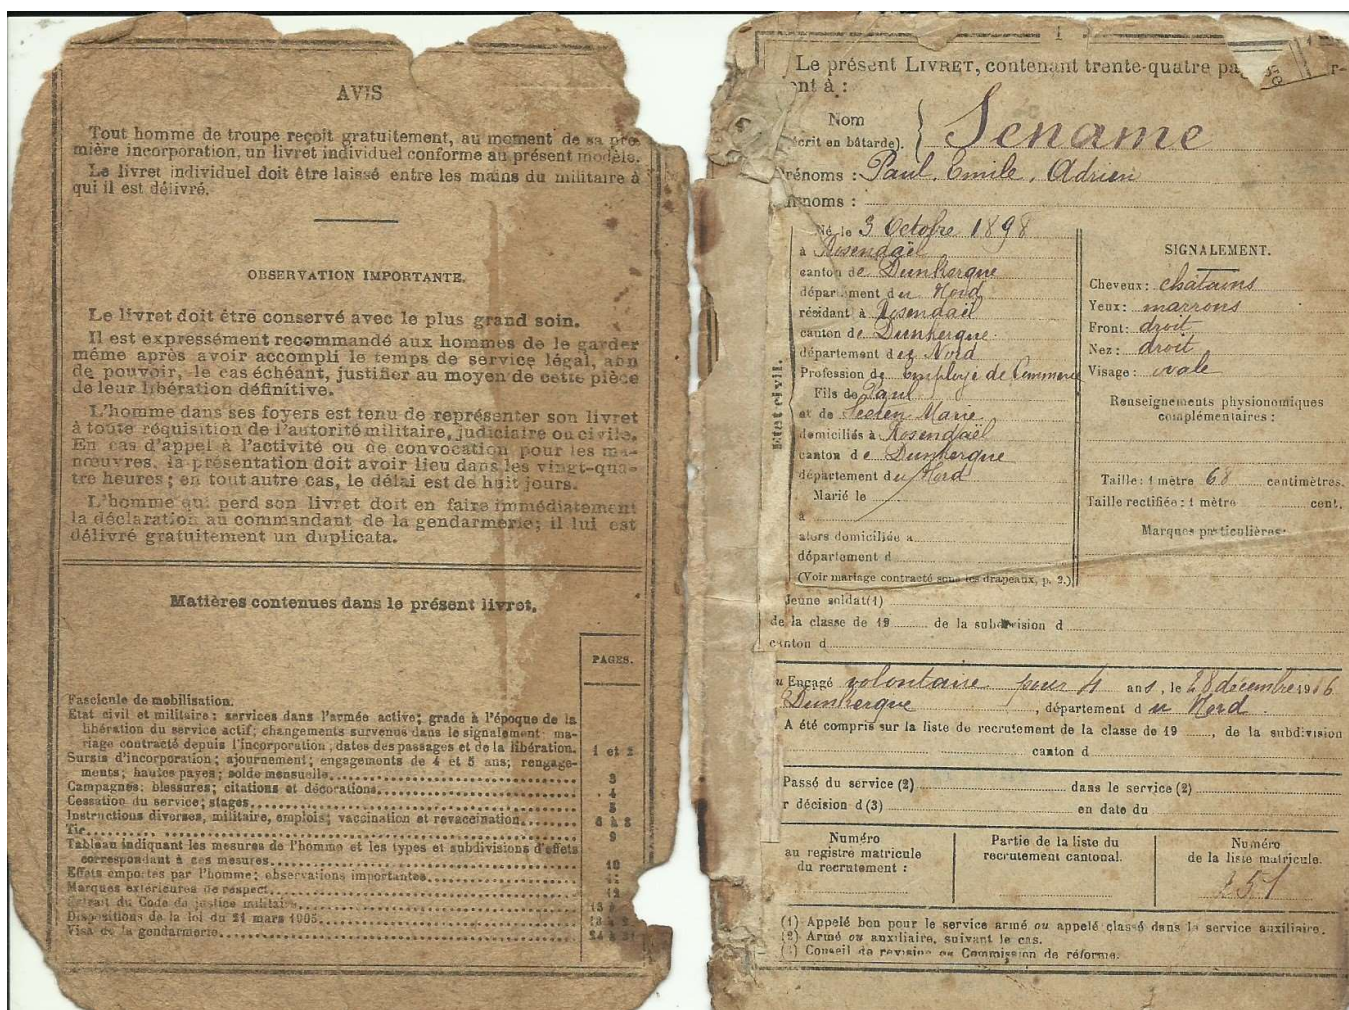 AVIS
Tout homme de troupe reçoit gratuitement, au moment de sa pre
mière incorporation, un livret individuel conforme au présent modèle.
Le livret individuel doit être laissé entre les mains du militaire à
qui il est délivré.
OBSERVATION IMPORTANTE.
Le livret doit être conservé avec le plus grand soin.
Il est expressément recommandé aux hommes de le garder
même après avoir accompli le temps de service légal, afin
de pouvoir, le cas échéant, justifier au moyen de cette pièce
de leur libération définitive.
L'homme dans ses foyers est tenu de représenter son livret
à toute réquisition de l'autorité militaire, judiciaire ou civile.
En cas d'appel à l'activité ou de convocation pour les ma-
nœuvres, la présentation doit avoir lieu dans les vingt-qua-
tre heures; en tout autre cas, le délai est de huit jours.
L'homme qui perd son livret doit en faire immédiatement
la déclaration au commandant de la gendarmerie; il lui est
délivré gratuitement un duplicata.
Matières contenues dans le présent livret.
PAGES.
Fascicule de mobilisation.
Etat civil et militaire; services dans l'armée active; grade à l'époque de la
libération du service actif; changements survenus dans le signalement; ma-
riage contracté depuis l'incorporation; dates des passages et de la libération. 1 et 2
Sursis d'incorporation; ajournement; engagements de 4 et 5 ans; rengage-
ments; hautes payes; solde mensuelle. 3
Campagnes; blessures; citations et décorations. 4
Cessation du service; stages. 5
Instructions diverses, militaire, emplois; vaccination et revaccination. 6 à 8
Tir. 9
Tableau indiquant les mesures de l'homme et les types et subdivisions d'effets
correspondant à ces mesures. 10
Effets emportés par l'homme; observations importantes. 11
Marques extérieures de respect. 12
Extrait du Code de justice militaire. 13
Dispositions de la loi du 21 mars 1905.
Visa de la gendarmerie.
1
Le présent LIVRET, contenant trente-quatre pa
nt à :
Nom
écrit en bâtarde). Sename
Prénoms : Paul, Emile, Adrien
Surnoms :
Etat civil.
Né le 3 Octobre 1898
à Rosendaël
canton de Dunkerque
département du Nord
résidant à Rosendaël
canton de Dunkerque
département du Nord
Profession de Employé de Commerce
Fils de Paul
et de Marie
domiciliés à Rosendaël
canton de Dunkerque
département du Nord
Marié le
à
alors domiciliée à
département d
(Voir mariage contracté sous les drapeaux, p. 2.)
SIGNALEMENT.
Cheveux : châtains
Yeux : marrons
Front : droit
Nez : droit
Visage : ovale
Renseignements physionomiques
complémentaires :
Taille : 1 mètre 68 centimètres.
Taille rectifiée : 1 mètre cent.
Marques particulières :
Jeune soldat (1)
de la classe de 19 de la subdivision d
canton d
Engagé volontaire pour 4 ans, le 28 décembre 1916
Dunkerque, département du Nord.
A été compris sur la liste de recrutement de la classe de 19 , de la subdivision
canton d
Passé du service (2) dans le service (2)
r décision d (3) en date du
Numéro
au registre matricule
du recrutement :
Partie de la liste du
recrutement cantonal.
Numéro
de la liste matricule.
(1) Appelé bon pour le service armé ou appelé classé dans le service auxiliaire.
(2) Armé ou auxiliaire, suivant le cas.
(3) Conseil de revision ou Commission de réforme.